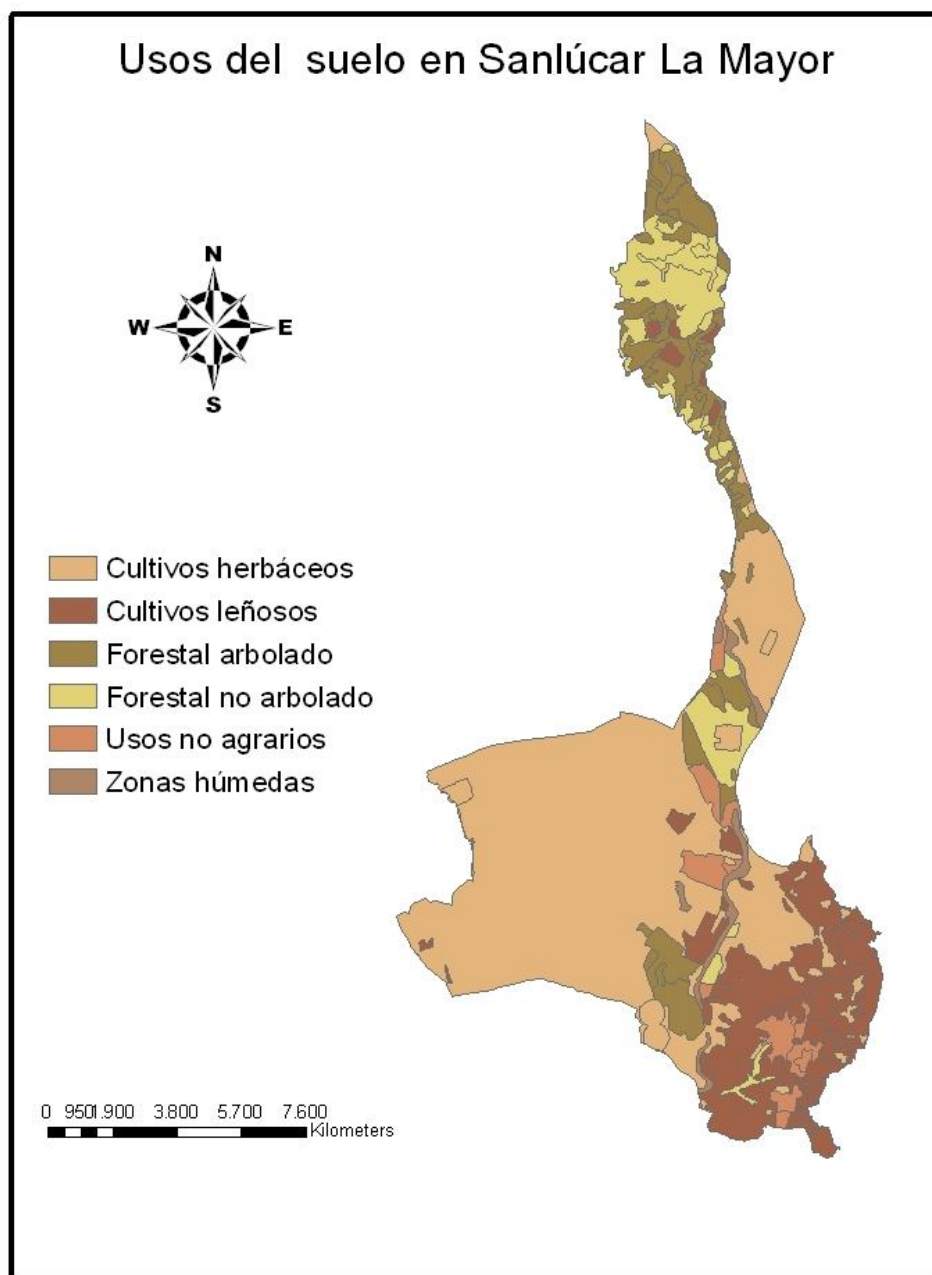 Usos del suelo en Sanlúcar La Mayor
N
W E
S
Cultivos herbáceos
Cultivos leñosos
Forestal arbolado
Forestal no arbolado
Usos no agrarios
Zonas húmedas
0 9501.900 3.800 5.700 7.600
Kilometers